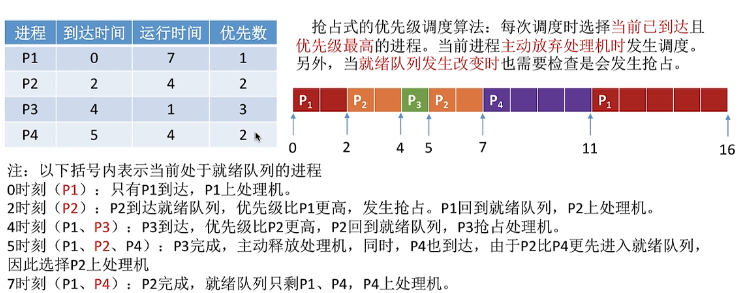 进程 到达时间 运行时间 优先数
P1 0 7 1
P2 2 4 2
P3 4 1 3
P4 5 4 2
抢占式的优先级调度算法：每次调度时选择当前已到达且
优先级最高的进程。当前进程主动放弃处理机时发生调度。
另外，当就绪队列发生改变时也需要检查是会发生抢占。
P1 P2 P3 P2 P4 P1
0 2 4 5 7 11 16
注：以下括号内表示当前处于就绪队列的进程
0时刻（P1）：只有P1到达，P1上处理机。
2时刻（P2）：P2到达就绪队列，优先级比P1更高，发生抢占。P1回到就绪队列，P2上处理机。
4时刻（P1、P3）：P3到达，优先级比P2更高，P2回到就绪队列，P3抢占处理机。
5时刻（P1、P2、P4）：P3完成，主动释放处理机，同时，P4也到达，由于P2比P4更先进入就绪队列，
因此选择P2上处理机
7时刻（P1、P4）：P2完成，就绪队列只剩P1、P4，P4上处理机。